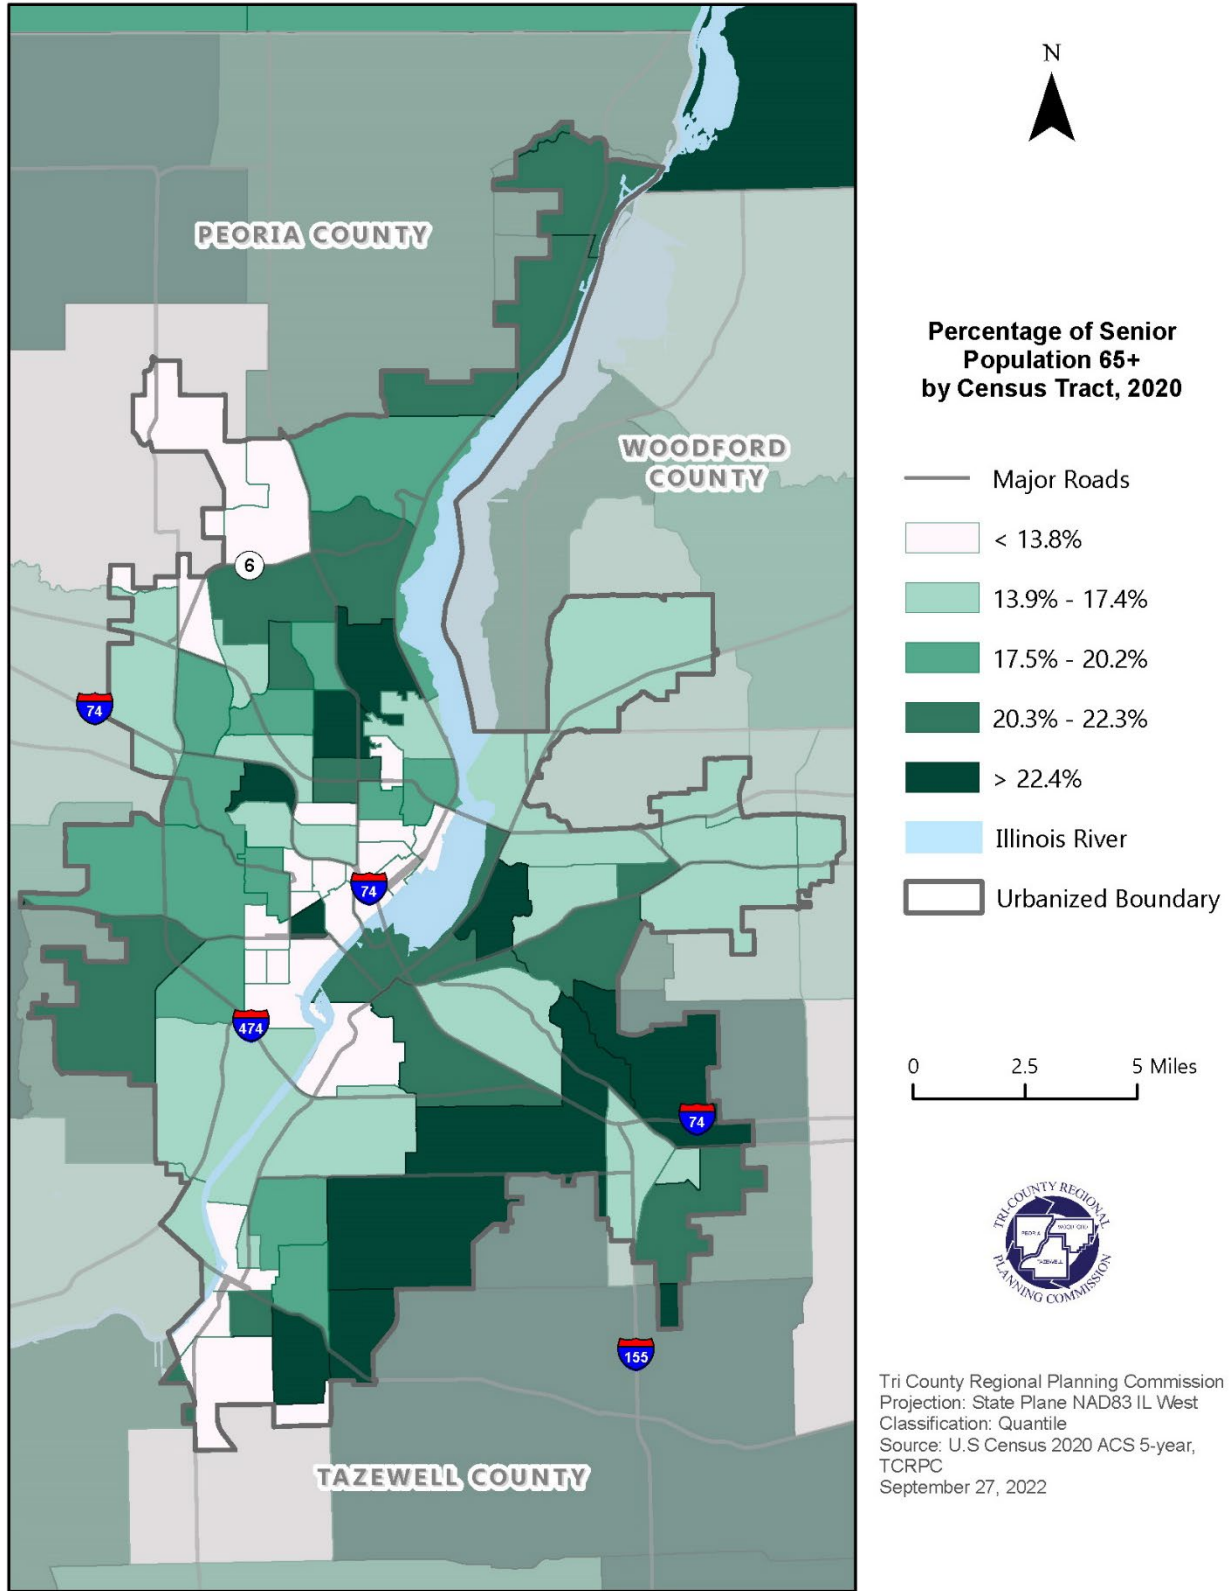 N
PEORIA COUNTY
WOODFORD
COUNTY
6
74
74
474
74
155
TAZEWELL COUNTY
Percentage of Senior
Population 65+
by Census Tract, 2020
Major Roads
< 13.8%
13.9% - 17.4%
17.5% - 20.2%
20.3% - 22.3%
> 22.4%
Illinois River
Urbanized Boundary
0 2.5 5 Miles
TRI-COUNTY REGIONAL
PEORIA
WOODFORD
TAZEWELL
PLANNING COMMISSION
Tri County Regional Planning Commission
Projection: State Plane NAD83 IL West
Classification: Quantile
Source: U.S Census 2020 ACS 5-year,
TCRPC
September 27, 2022